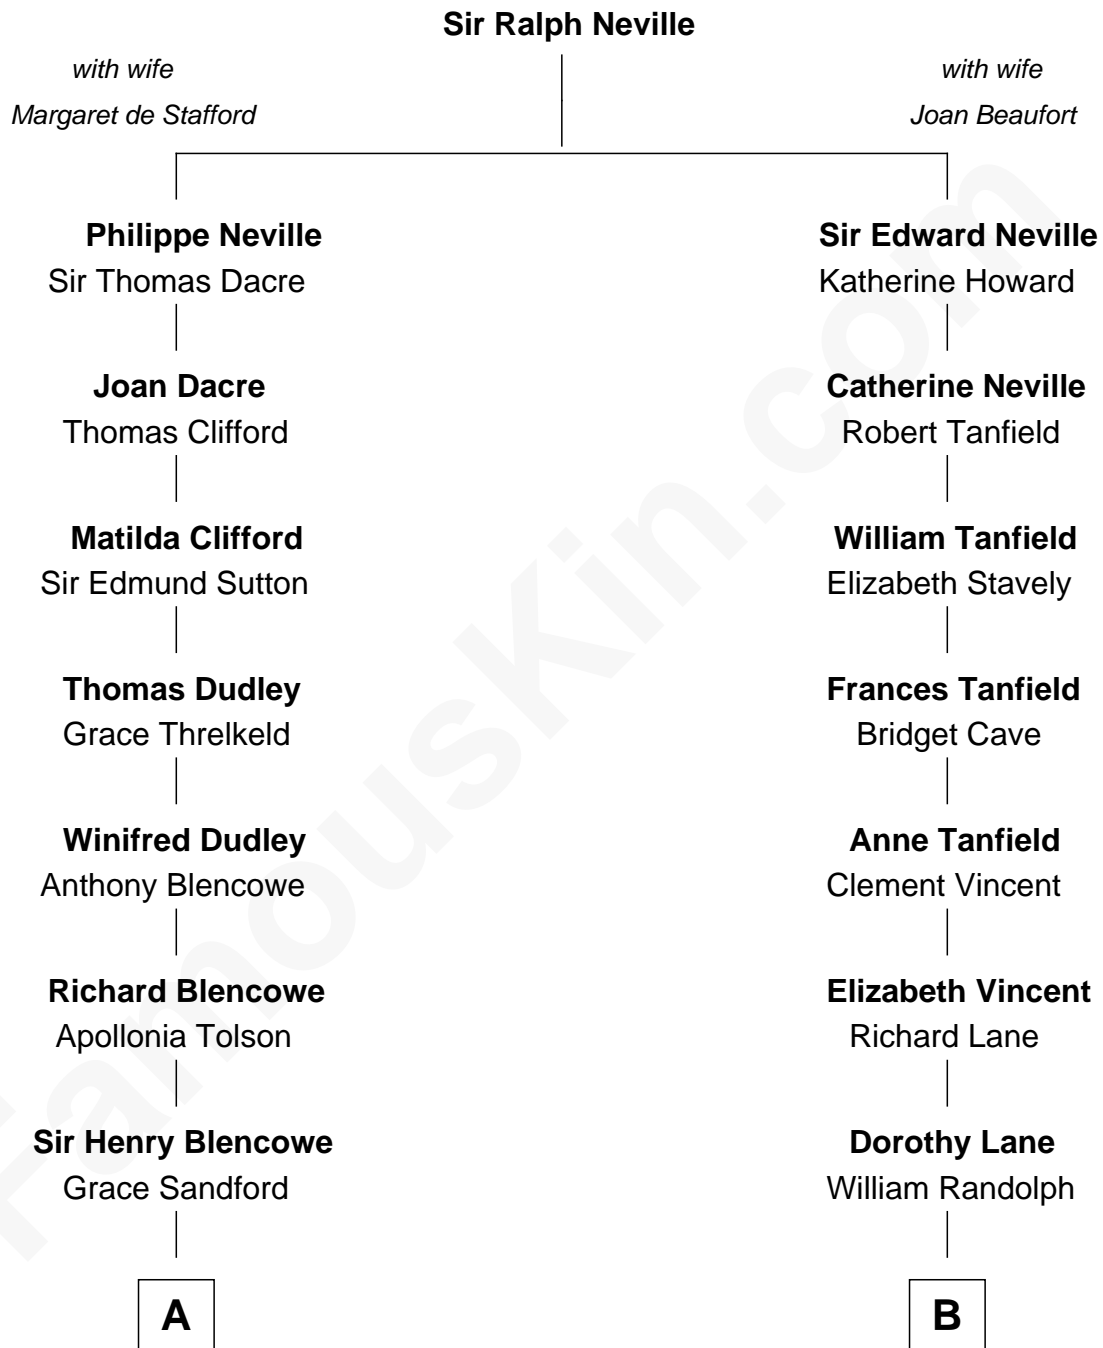 Sir Ralph Neville
with wife
Margaret de Stafford
with wife
Joan Beaufort
Philippe Neville
Sir Thomas Dacre
Sir Edward Neville
Katherine Howard
Joan Dacre
Thomas Clifford
Catherine Neville
Robert Tanfield
Matilda Clifford
Sir Edmund Sutton
William Tanfield
Elizabeth Stavely
Thomas Dudley
Grace Threlkeld
Frances Tanfield
Bridget Cave
Winifred Dudley
Anthony Blencowe
Anne Tanfield
Clement Vincent
Richard Blencowe
Apollonia Tolson
Elizabeth Vincent
Richard Lane
Sir Henry Blencowe
Grace Sandford
Dorothy Lane
William Randolph
A
B
FamousKin.com